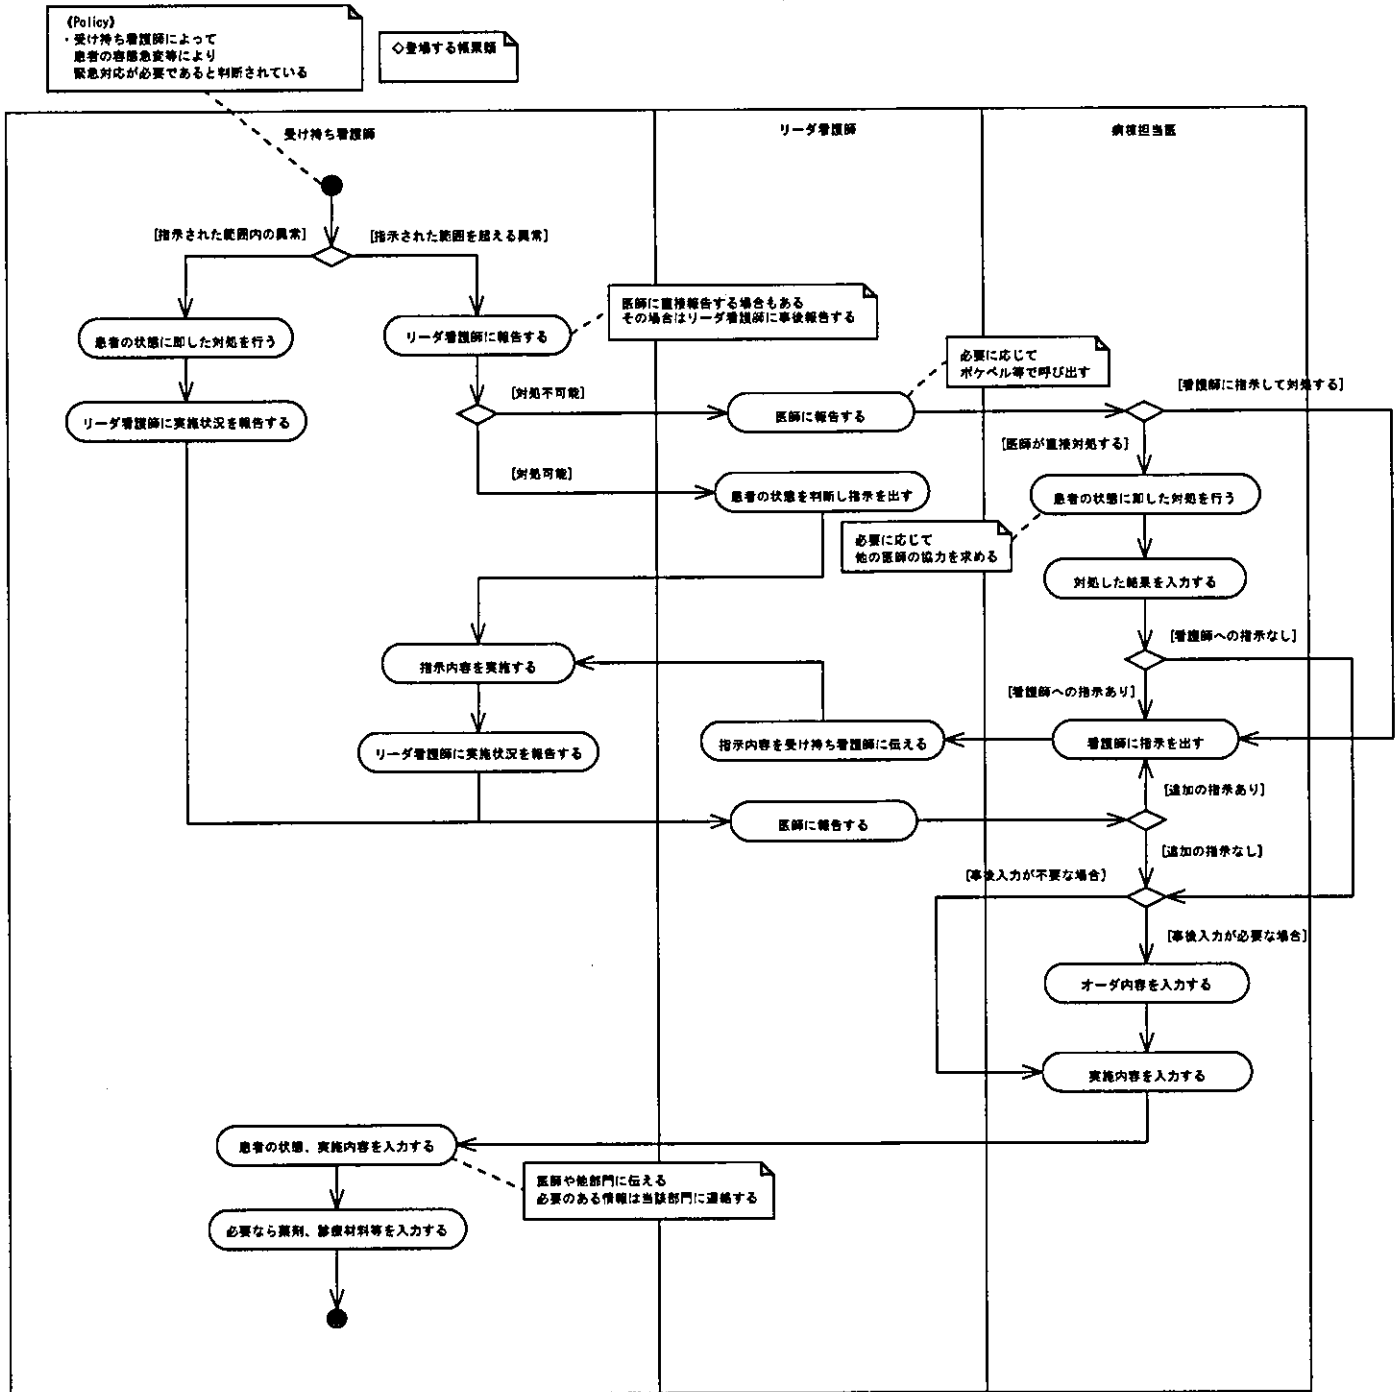 《Policy》
・受け持ち看護師によって
患者の容態急変等により
緊急対応が必要であると判断されている
◇登場する帳票類
受け持ち看護師
リーダ看護師
病棟担当医
[指示された範囲内の異常]
[指示された範囲を超える異常]
医師に直接報告する場合もある
その場合はリーダ看護師に事後報告する
患者の状態に即した対処を行う
リーダ看護師に報告する
必要に応じて
ポケベル等で呼び出す
[看護師に指示して対処する]
[対処不可能]
リーダ看護師に実施状況を報告する
医師に報告する
[医師が直接対処する]
[対処可能]
患者の状態を判断し指示を出す
患者の状態に即した対処を行う
必要に応じて
他の医師の協力を求める
対処した結果を入力する
[看護師への指示なし]
指示内容を実施する
[看護師への指示あり]
リーダ看護師に実施状況を報告する
指示内容を受け持ち看護師に伝える
看護師に指示を出す
[追加の指示あり]
医師に報告する
[追加の指示なし]
[事後入力が不要な場合]
[事後入力が必要な場合]
オーダ内容を入力する
実施内容を入力する
患者の状態、実施内容を入力する
医師や他部門に伝える
必要のある情報は当該部門に連絡する
必要なら薬剤、診療材料等を入力する